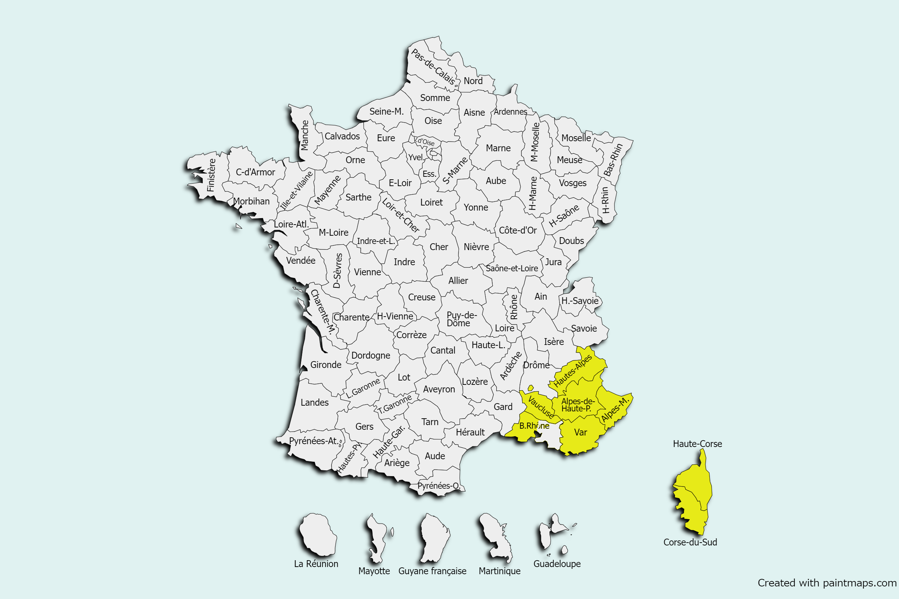 Pas-de-Calais
Nord
Somme
Seine-M.
Oise
Aisne
Ardennes
Manche
Calvados
Eure
d'Oise
Marne
M-Moselle
Moselle
Bas-Rhin
Finistère
C-d'Armor
Orne
Yvel.
Ess.
S-Marne
Meuse
Morbihan
Ille-et-Vilaine
Mayenne
Sarthe
E-Loir
Aube
H-Marne
Vosges
H-Rhin
Loire-Atl.
Loir-et-Cher
Loiret
Yonne
Côte-d'Or
H-Saône
M-Loire
Indre-et-L.
Cher
Nièvre
Doubs
Vendée
D-Sèvres
Vienne
Indre
Saône-et-Loire
Jura
Allier
Charente-M.
Charente
H-Vienne
Creuse
Puy-de-
Dôme
Rhône
Ain
H.-Savoie
Loire
Savoie
Corrèze
Isère
Gironde
Dordogne
Cantal
Haute-L.
Ardèche
Drôme
Hautes-Alpes
L.Garonne
Lot
Lozère
Aveyron
Landes
T.Garonne
Gard
Vaucluse
Alpes-de-
Haute-P.
Alpes-M.
Gers
Tarn
Hérault
B.Rhône
Var
Pyrénées-At.
Hautes-Py.
Haute-Gar.
Ariège
Aude
Pyrénées-O.
Haute-Corse
Corse-du-Sud
La Réunion
Mayotte
Guyane française
Martinique
Guadeloupe
Created with paintmaps.com